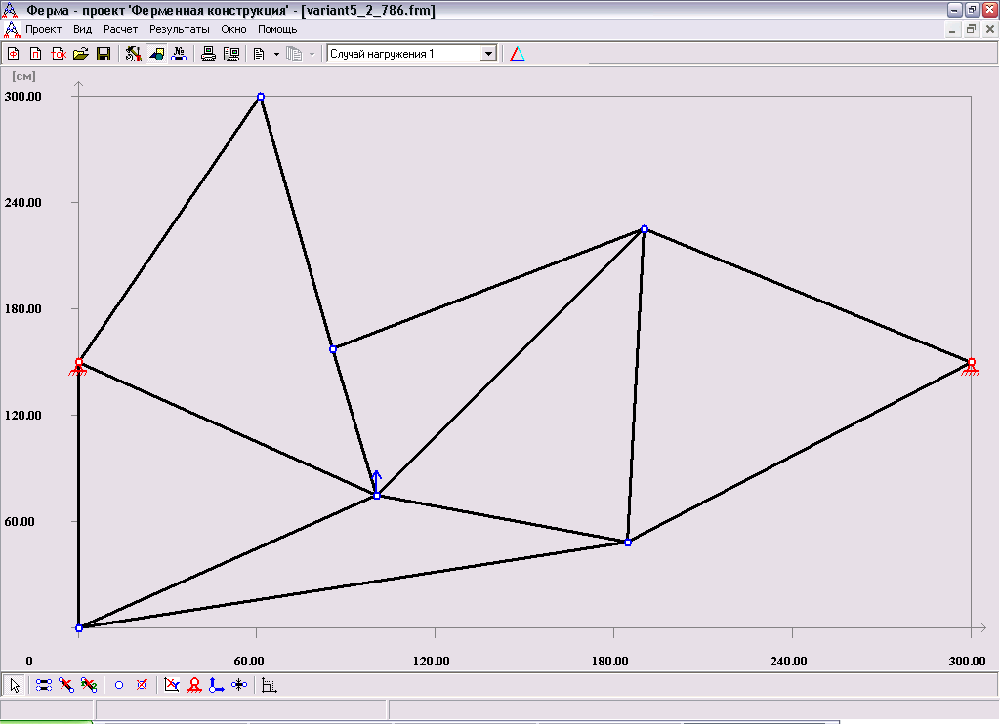 Ферма - проект 'Ферменная конструкция' - [variant5_2_786.frm]
Проект Вид Расчет Результаты Окно Помощь
Случай нагружения 1
[см]
300.00
240.00
180.00
120.00
60.00
0 60.00 120.00 180.00 240.00 300.00